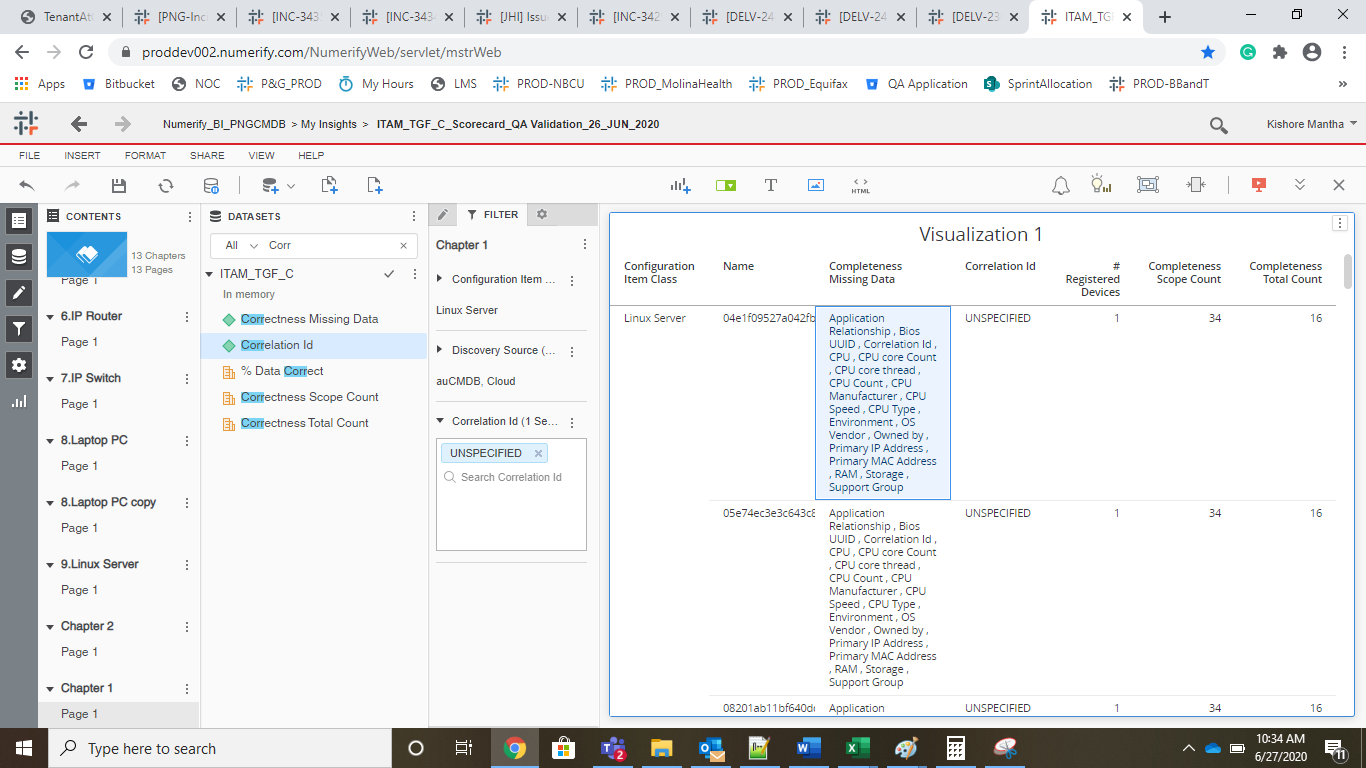 TenantAt
[PNG-Inc
[INC-343
[INC-343
[JHI] Issu
[INC-342
[DELV-24
[DELV-24
[DELV-23
ITAM_TGF
proddev002.numerify.com/NumerifyWeb/servlet/mstrWeb
Apps
Bitbucket
NOC
P&G_PROD
My Hours
LMS
PROD-NBCU
PROD_MolinaHealth
PROD_Equifax
QA Application
SprintAllocation
PROD-BBandT
»
Numerify_BI_PNGCMDB > My Insights > ITAM_TGF_C_Scorecard_QA Validation_26_JUN_2020
Kishore Mantha
FILE
INSERT
FORMAT
SHARE
VIEW
HELP
HTML
CONTENTS
13 Chapters
13 Pages
Page 1
6.IP Router
Page 1
7.IP Switch
Page 1
8.Laptop PC
Page 1
8.Laptop PC copy
Page 1
9.Linux Server
Page 1
Chapter 2
Page 1
Chapter 1
Page 1
DATASETS
All
Corr
ITAM_TGF_C
In memory
Correctness Missing Data
Correlation Id
% Data Correct
Correctness Scope Count
Correctness Total Count
FILTER
Chapter 1
Configuration Item ...
Linux Server
Discovery Source (...
auCMDB, Cloud
Correlation Id (1 Se...
UNSPECIFIED
Search Correlation Id
Visualization 1
Configuration
Item Class
Name
Completeness
Missing Data
Correlation Id
#
Registered
Devices
Completeness
Scope Count
Completeness
Total Count
Linux Server
04e1f09527a042fb
Application
Relationship , Bios
UUID , Correlation Id ,
CPU , CPU core Count
, CPU core thread ,
CPU Count , CPU
Manufacturer , CPU
Speed , CPU Type ,
Environment , OS
Vendor , Owned by ,
Primary IP Address ,
Primary MAC Address
, RAM , Storage ,
Support Group
UNSPECIFIED
1
34
16
05e74ec3e3c643c8
Application
Relationship , Bios
UUID , Correlation Id ,
CPU , CPU core Count
, CPU core thread ,
CPU Count , CPU
Manufacturer , CPU
Speed , CPU Type ,
Environment , OS
Vendor , Owned by ,
Primary IP Address ,
Primary MAC Address
, RAM , Storage ,
Support Group
UNSPECIFIED
1
34
16
08201ab11bf640d
Application
UNSPECIFIED
1
34
16
Type here to search
2
10:34 AM
6/27/2020
11